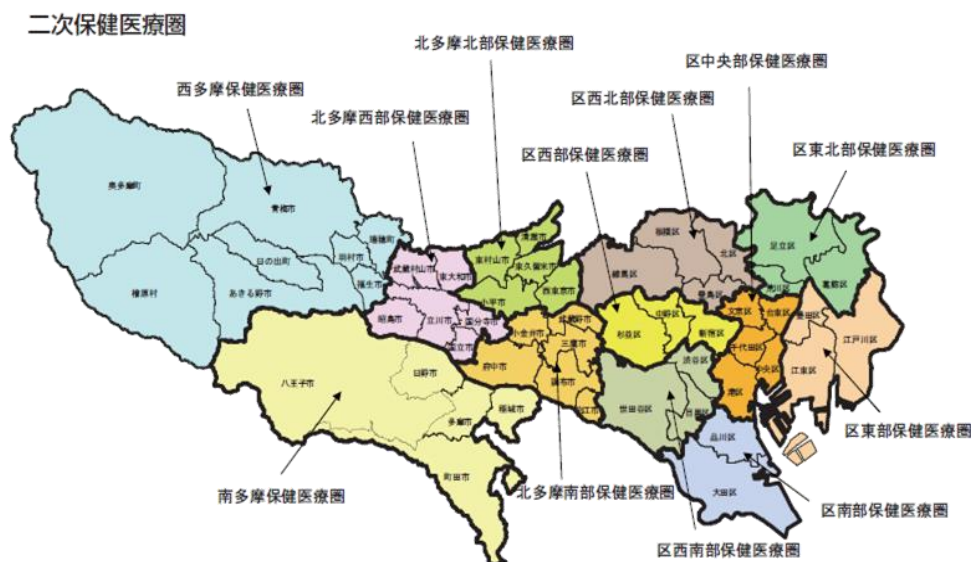 二次保健医療圏
北多摩北部保健医療圏
区中央部保健医療圏
西多摩保健医療圏
区西北部保健医療圏
北多摩西部保健医療圏
区西部保健医療圏
区東北部保健医療圏
奥多摩町
青梅市
瑞穂町
日の出町
羽村市
福生市
檜原村
あきる野市
武蔵村山市
東大和市
東村山市
清瀬市
東久留米市
西東京市
小平市
昭島市
立川市
国分寺市
国立市
小金井市
武蔵野市
三鷹市
府中市
調布市
狛江市
板橋区
北区
練馬区
豊島区
足立区
荒川区
葛飾区
杉並区
中野区
新宿区
文京区
台東区
千代田区
中央区
港区
墨田区
江東区
江戸川区
渋谷区
世田谷区
目黒区
品川区
大田区
八王子市
日野市
多摩市
稲城市
町田市
区東部保健医療圏
南多摩保健医療圏
北多摩南部保健医療圏
区南部保健医療圏
区西南部保健医療圏